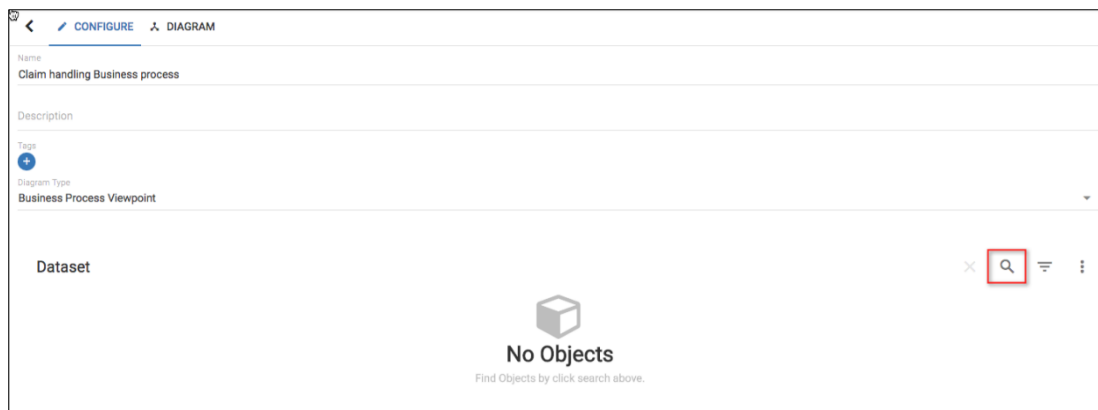 CONFIGURE DIAGRAM
Name
Claim handling Business process
Description
Tags
Diagram Type
Business Process Viewpoint
Dataset
No Objects
Find Objects by click search above.